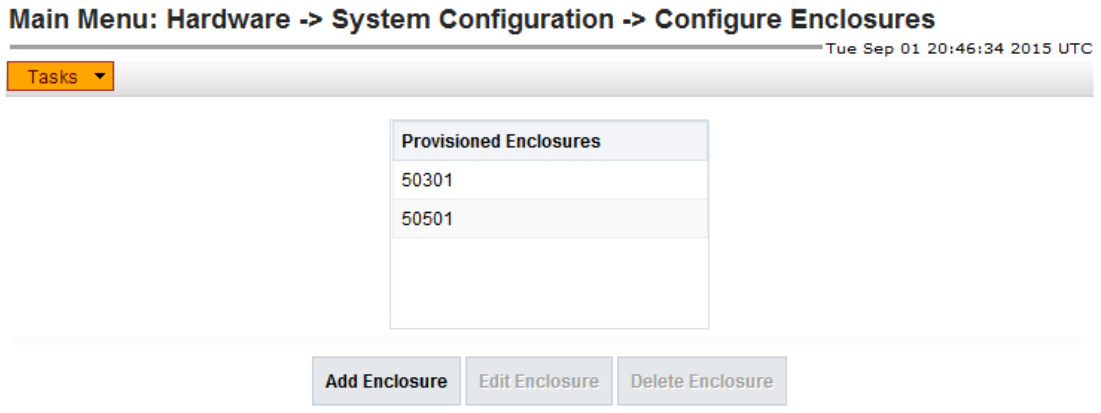 Main Menu: Hardware -> System Configuration -> Configure Enclosures
Tue Sep 01 20:46:34 2015 UTC
Tasks
Provisioned Enclosures
50301
50501
Add Enclosure Edit Enclosure Delete Enclosure